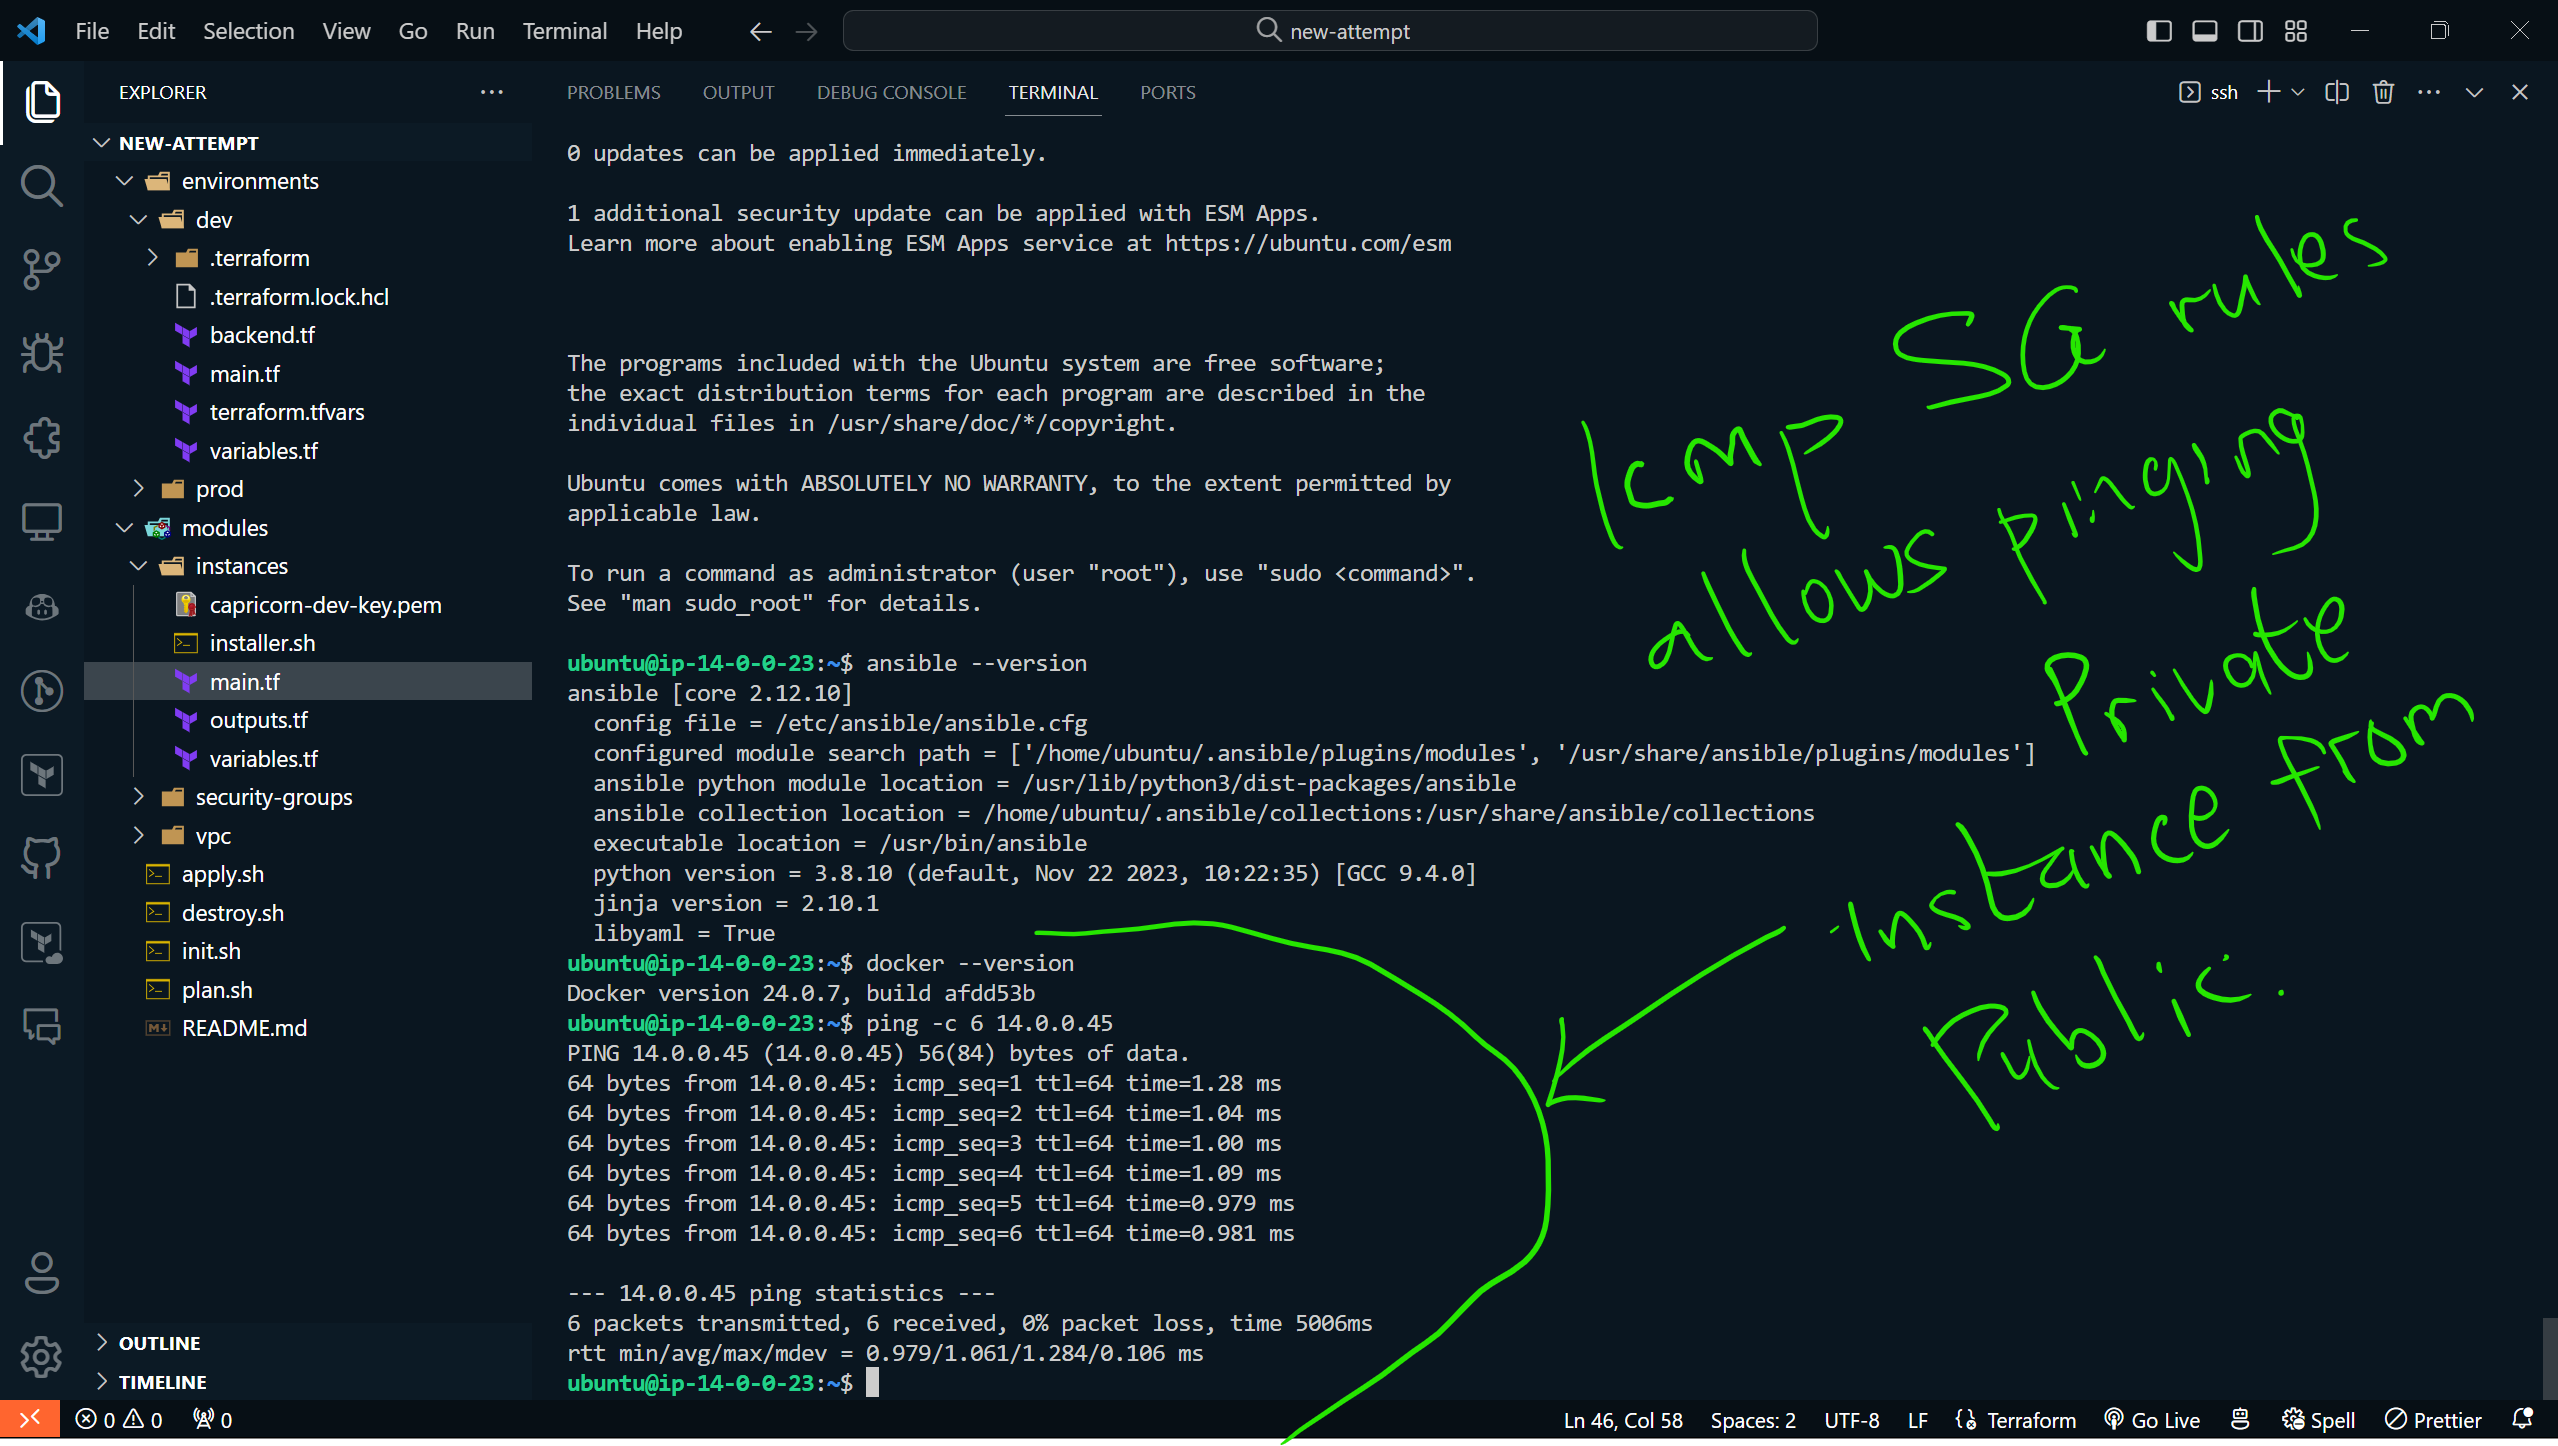 File Edit Selection View Go Run Terminal Help
new-attempt
EXPLORER
NEW-ATTEMPT
environments
dev
.terraform
.terraform.lock.hcl
backend.tf
main.tf
terraform.tfvars
variables.tf
prod
modules
instances
capricorn-dev-key.pem
installer.sh
main.tf
outputs.tf
variables.tf
security-groups
vpc
apply.sh
destroy.sh
init.sh
plan.sh
README.md
OUTLINE
TIMELINE
PROBLEMS OUTPUT DEBUG CONSOLE TERMINAL PORTS
ssh
0 updates can be applied immediately.
1 additional security update can be applied with ESM Apps.
Learn more about enabling ESM Apps service at https://ubuntu.com/esm
The programs included with the Ubuntu system are free software;
the exact distribution terms for each program are described in the
individual files in /usr/share/doc/*/copyright.
Ubuntu comes with ABSOLUTELY NO WARRANTY, to the extent permitted by
applicable law.
To run a command as administrator (user "root"), use "sudo <command>".
See "man sudo_root" for details.
ubuntu@ip-14-0-0-23:~$ ansible --version
ansible [core 2.12.10]
config file = /etc/ansible/ansible.cfg
configured module search path = ['/home/ubuntu/.ansible/plugins/modules', '/usr/share/ansible/plugins/modules']
ansible python module location = /usr/lib/python3/dist-packages/ansible
ansible collection location = /home/ubuntu/.ansible/collections:/usr/share/ansible/collections
executable location = /usr/bin/ansible
python version = 3.8.10 (default, Nov 22 2023, 10:22:35) [GCC 9.4.0]
jinja version = 2.10.1
libyaml = True
ubuntu@ip-14-0-0-23:~$ docker --version
Docker version 24.0.7, build afdd53b
ubuntu@ip-14-0-0-23:~$ ping -c 6 14.0.0.45
PING 14.0.0.45 (14.0.0.45) 56(84) bytes of data.
64 bytes from 14.0.0.45: icmp_seq=1 ttl=64 time=1.28 ms
64 bytes from 14.0.0.45: icmp_seq=2 ttl=64 time=1.04 ms
64 bytes from 14.0.0.45: icmp_seq=3 ttl=64 time=1.00 ms
64 bytes from 14.0.0.45: icmp_seq=4 ttl=64 time=1.09 ms
64 bytes from 14.0.0.45: icmp_seq=5 ttl=64 time=0.979 ms
64 bytes from 14.0.0.45: icmp_seq=6 ttl=64 time=0.981 ms
--- 14.0.0.45 ping statistics ---
6 packets transmitted, 6 received, 0% packet loss, time 5006ms
rtt min/avg/max/mdev = 0.979/1.061/1.284/0.106 ms
ubuntu@ip-14-0-0-23:~$
Icmp SG rules
allows pinging
Private
Instance from
Public.
0 0 0
Ln 46, Col 58 Spaces: 2 UTF-8 LF Terraform Go Live Spell Prettier